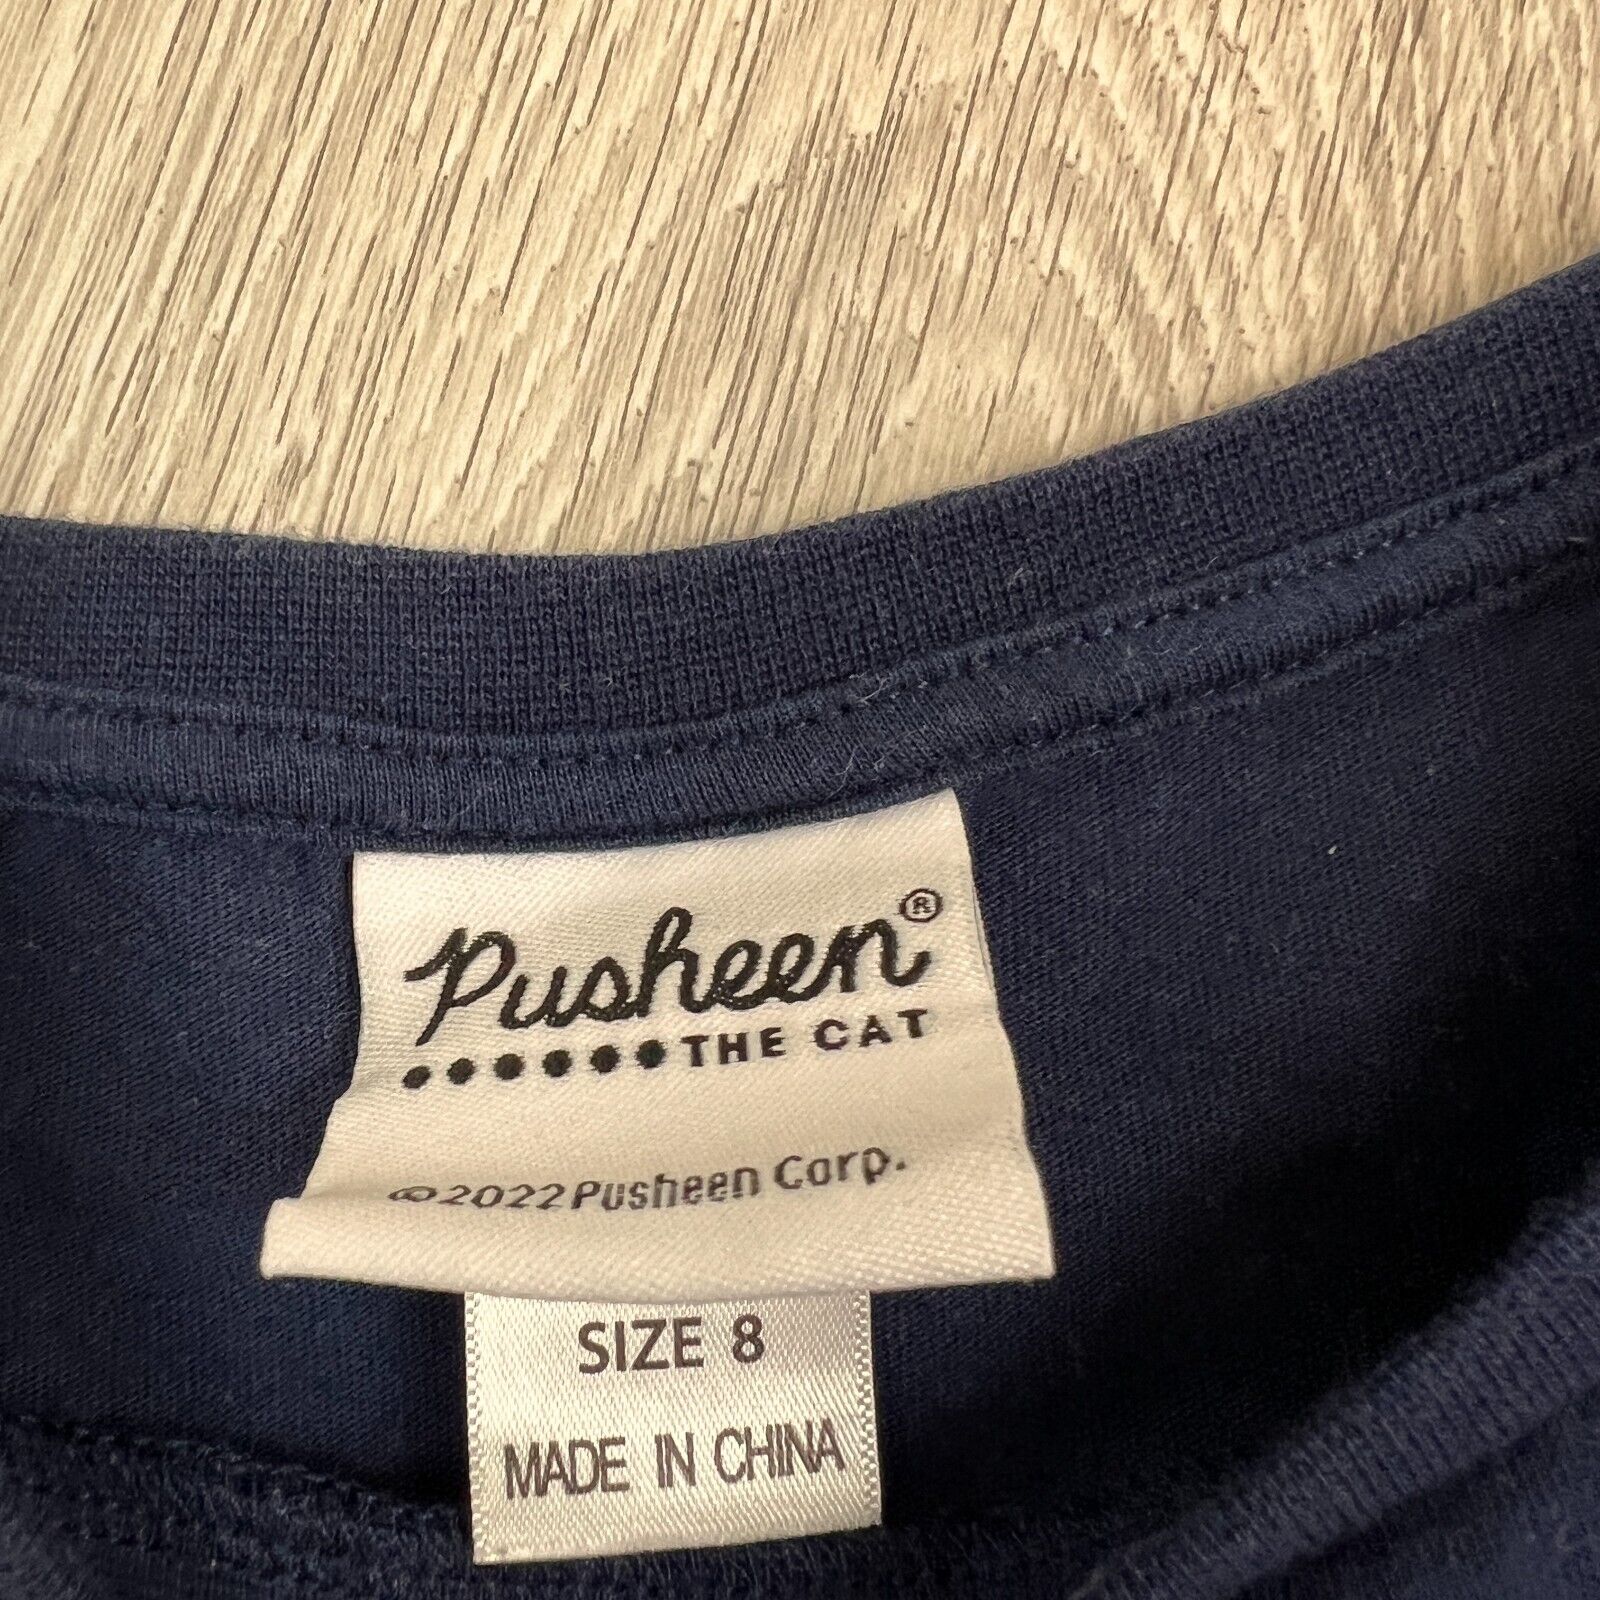 Pusheen®
THE CAT
©2022 Pusheen Corp.
SIZE 8
MADE IN CHINA